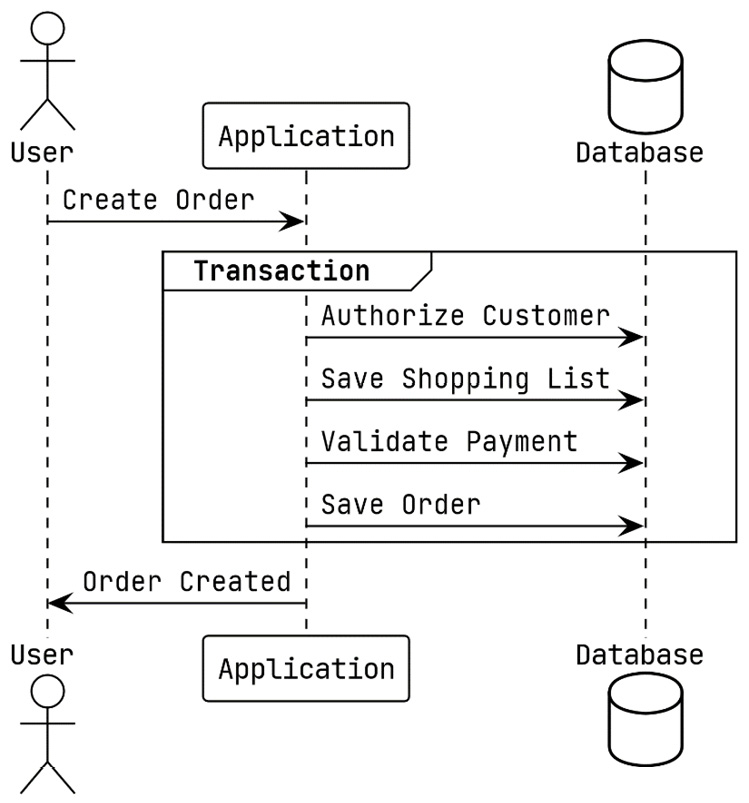 User
Application
Database
Create Order
Transaction
Authorize Customer
Save Shopping List
Validate Payment
Save Order
Order Created
User
Application
Database